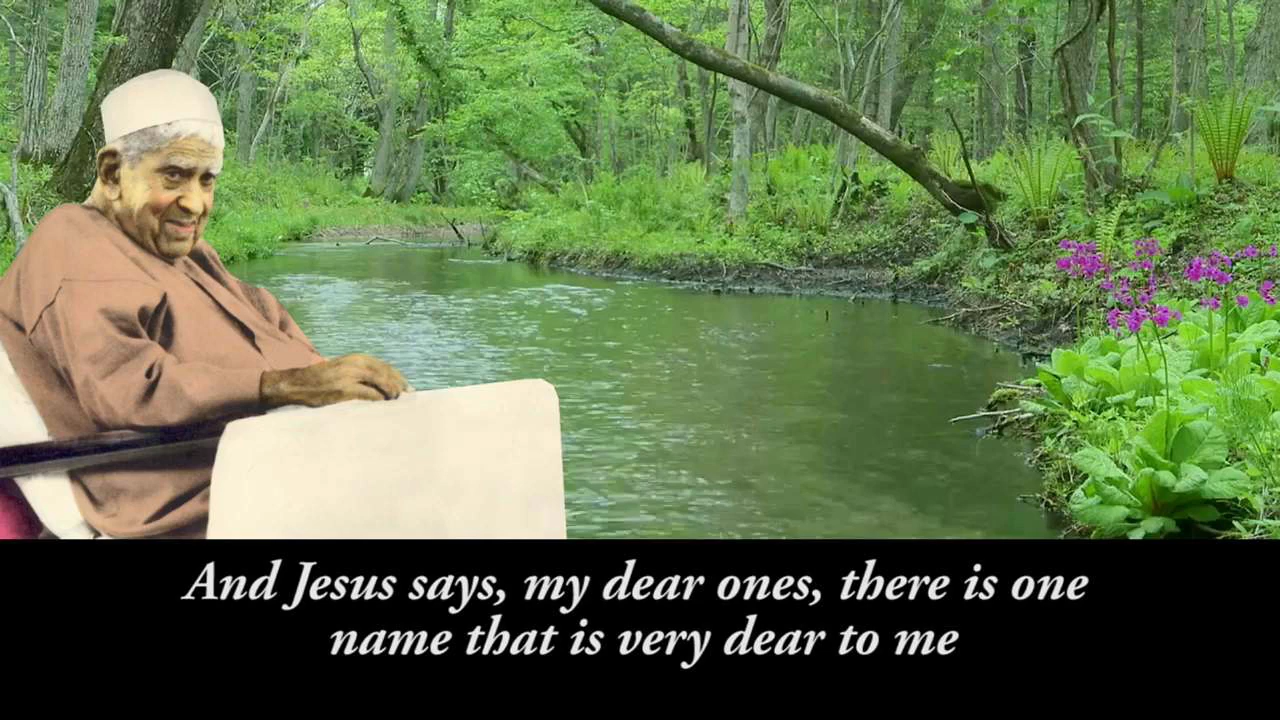 And Jesus says, my dear ones, there is one
name that is very dear to me